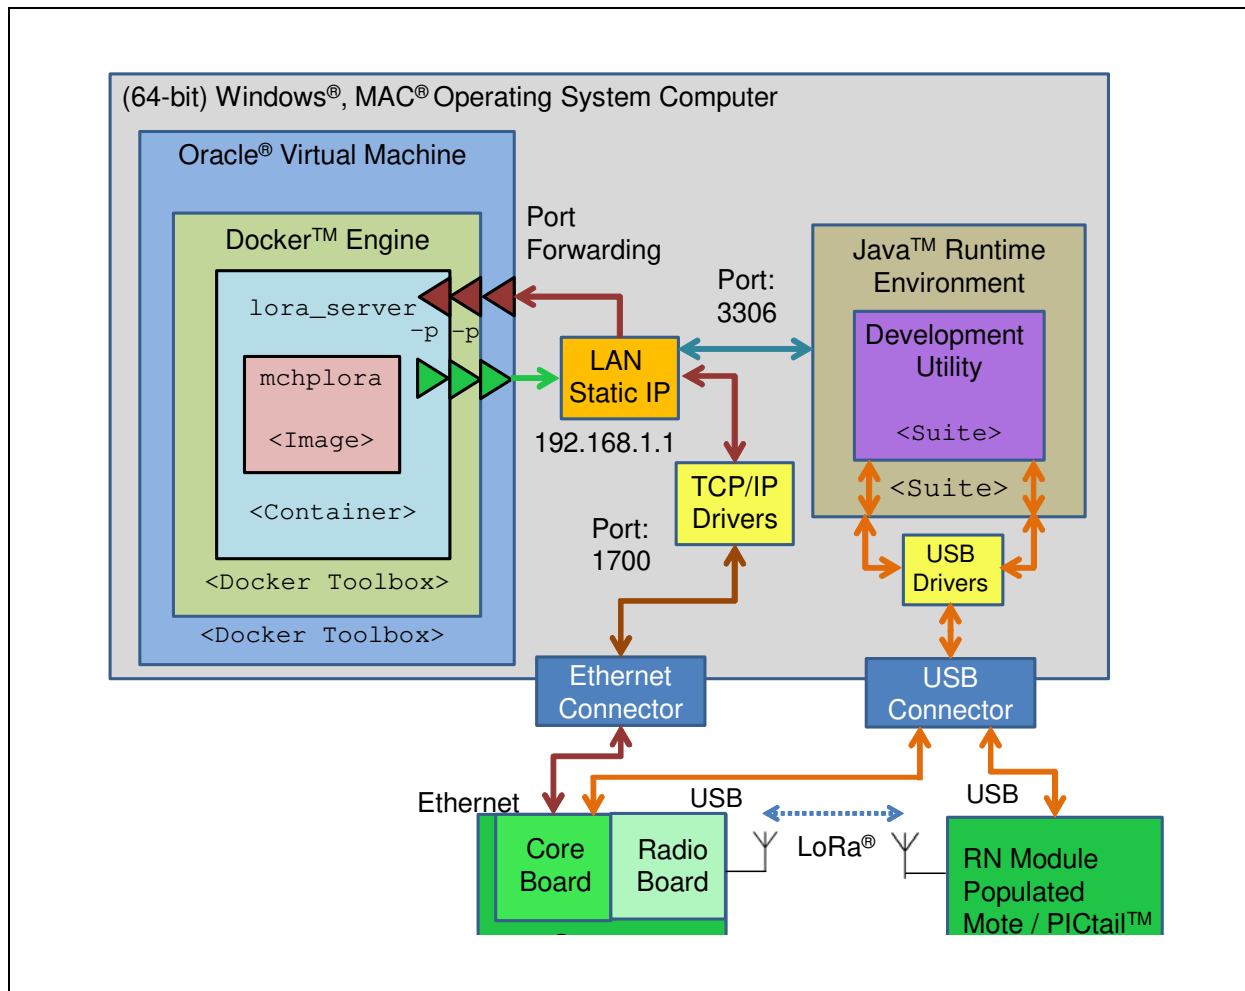 (64-bit) Windows®, MAC® Operating System Computer
Oracle® Virtual Machine
Docker™ Engine
lora_server
-p -p
mchplora
<Image>
<Container>
<Docker Toolbox>
<Docker Toolbox>
Port
Forwarding
LAN
Static IP
192.168.1.1
Port:
3306
Java™ Runtime
Environment
Development
Utility
<Suite>
<Suite>
TCP/IP
Drivers
Port:
1700
USB
Drivers
Ethernet
Connector
USB
Connector
Ethernet
USB
USB
Core
Board
Radio
Board
LoRa®
RN Module
Populated
Mote / PICtail™